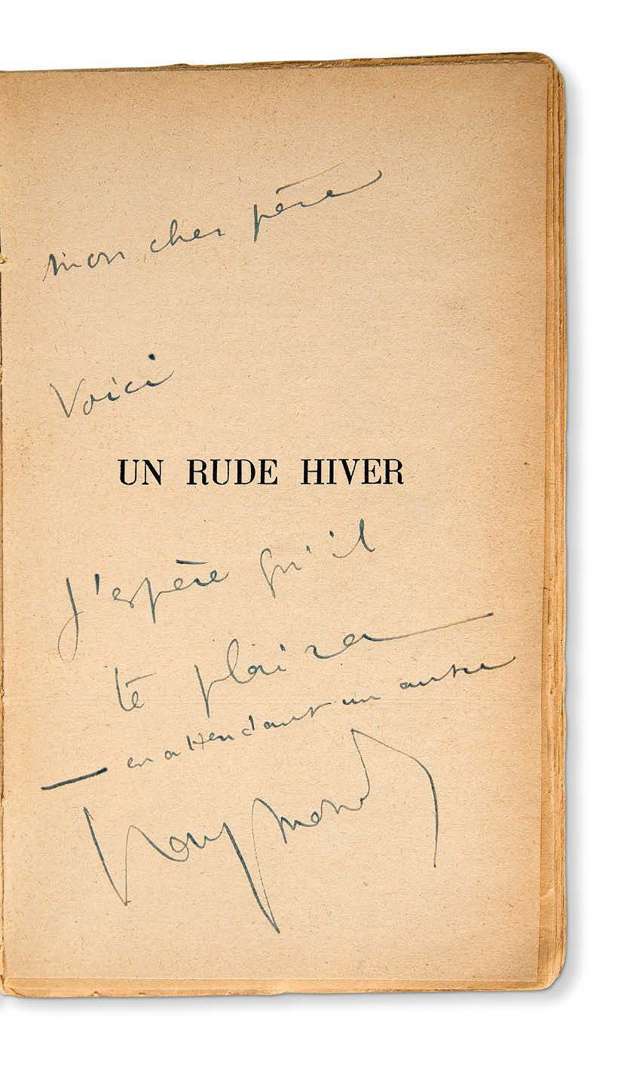 mon cher père
Voici
UN RUDE HIVER
J'espère qu'il
te plaira
— en attendant un autre
Raymond